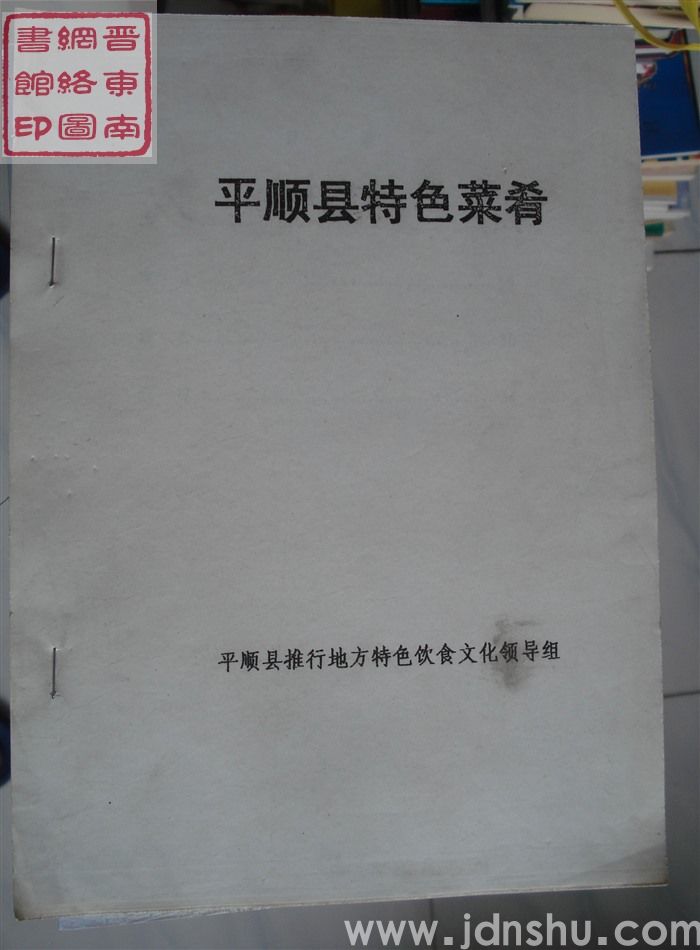 晋东南
網絡圖
書館印
平顺县特色菜肴
平顺县推行地方特色饮食文化领导组
www.jdnshu.com